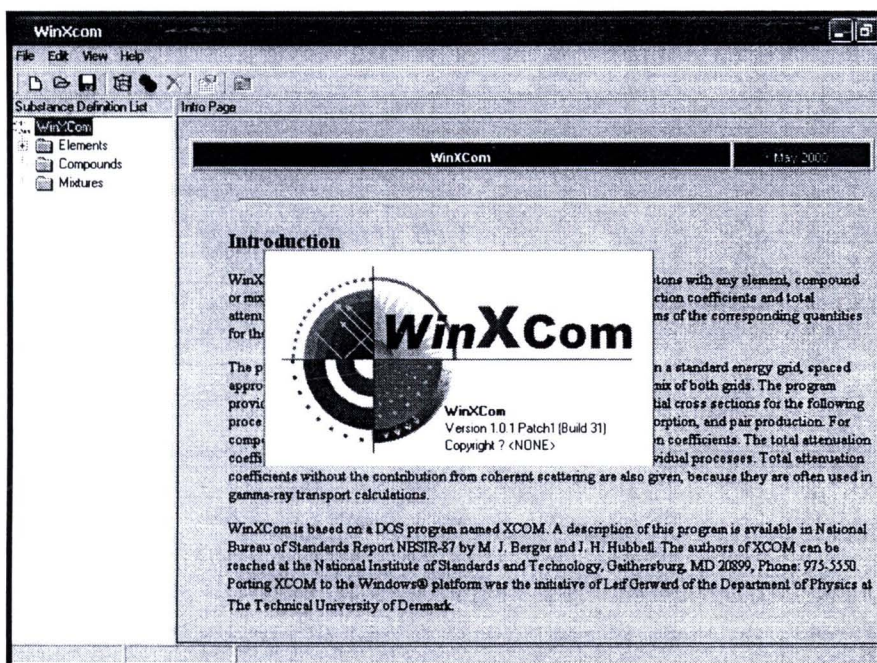 WinXcom
File Edit View Help
Substance Definition List
Intro Page
WinXCom
Elements
Compounds
Mixtures
WinXCom
May 2000
Introduction
WinX
tons with any element, compound
or mix
ction coefficients and total
attenu
ms of the corresponding quantities
for the
The p
n a standard energy grid, spaced
appro
mix of both grids. The program
provid
ial cross sections for the following
proce
orption, and pair production. For
compo
n coefficients. The total attenuation
coeffi
vidual processes. Total attenuation
coefficients without the contribution from coherent scattering are also given, because they are often used in
gamma-ray transport calculations.
WinXCom
WinXCom
Version 1.0.1 Patch1 (Build 31)
Copyright ? <NONE>
WinXCom is based on a DOS program named XCOM. A description of this program is available in National
Bureau of Standards Report NBSIR-87 by M. J. Berger and J. H. Hubbell. The authors of XCOM can be
reached at the National Institute of Standards and Technology, Gaithersburg, MD 20899, Phone: 975-5550.
Porting XCOM to the Windows® platform was the initiative of Leif Gerward of the Department of Physics at
The Technical University of Denmark.